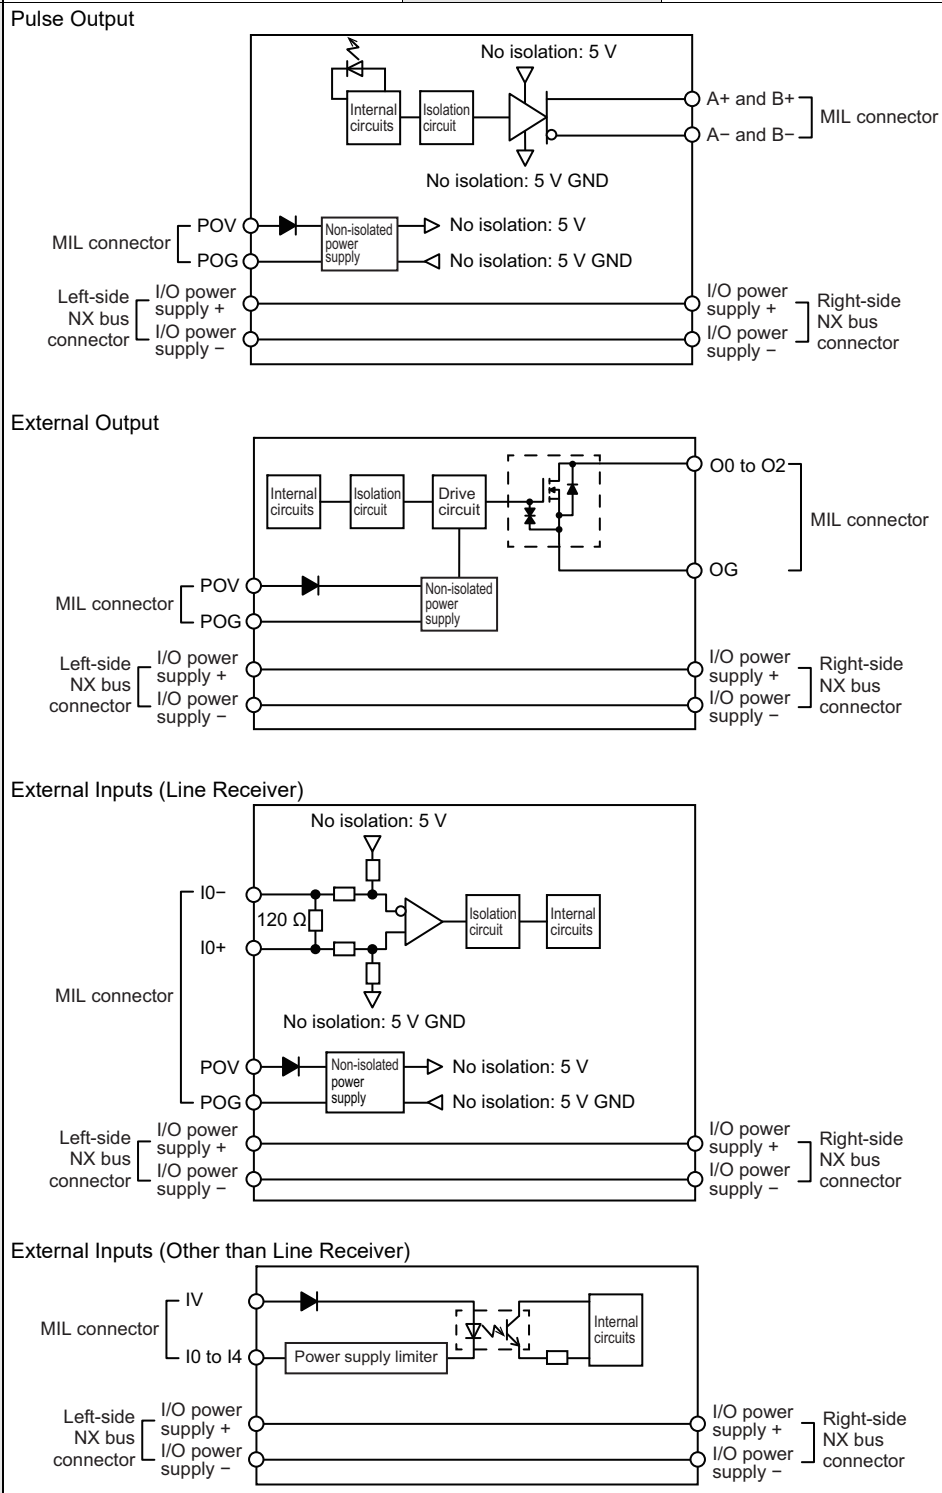 Pulse Output
No isolation: 5 V
Internal
circuits
Isolation
circuit
A+ and B+
A− and B−
MIL connector
No isolation: 5 V GND
MIL connector
POV
POG
Non-isolated
power
supply
No isolation: 5 V
No isolation: 5 V GND
Left-side
NX bus
connector
I/O power
supply +
I/O power
supply −
I/O power
supply +
I/O power
supply −
Right-side
NX bus
connector
External Output
Internal
circuits
Isolation
circuit
Drive
circuit
O0 to O2
OG
MIL connector
MIL connector
POV
POG
Non-isolated
power
supply
Left-side
NX bus
connector
I/O power
supply +
I/O power
supply −
I/O power
supply +
I/O power
supply −
Right-side
NX bus
connector
External Inputs (Line Receiver)
No isolation: 5 V
I0−
120 Ω
I0+
Isolation
circuit
Internal
circuits
MIL connector
No isolation: 5 V GND
POV
POG
Non-isolated
power
supply
No isolation: 5 V
No isolation: 5 V GND
Left-side
NX bus
connector
I/O power
supply +
I/O power
supply −
I/O power
supply +
I/O power
supply −
Right-side
NX bus
connector
External Inputs (Other than Line Receiver)
MIL connector
IV
I0 to I4
Power supply limiter
Internal
circuits
Left-side
NX bus
connector
I/O power
supply +
I/O power
supply −
I/O power
supply +
I/O power
supply −
Right-side
NX bus
connector